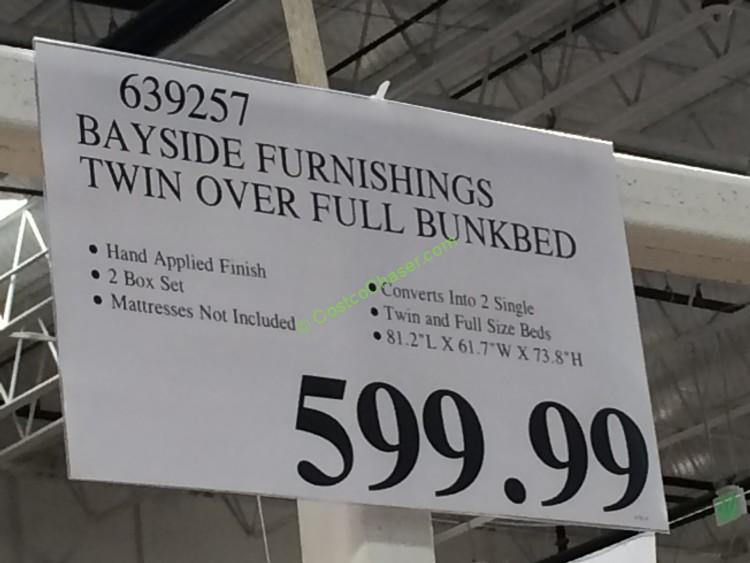 639257
BAYSIDE FURNISHINGS
TWIN OVER FULL BUNKBED
• Hand Applied Finish
• 2 Box Set
• Mattresses Not Included
• Converts Into 2 Single
• Twin and Full Size Beds
• 81.2"L X 61.7"W X 73.8"H
© CostcoChaser.com
599.99